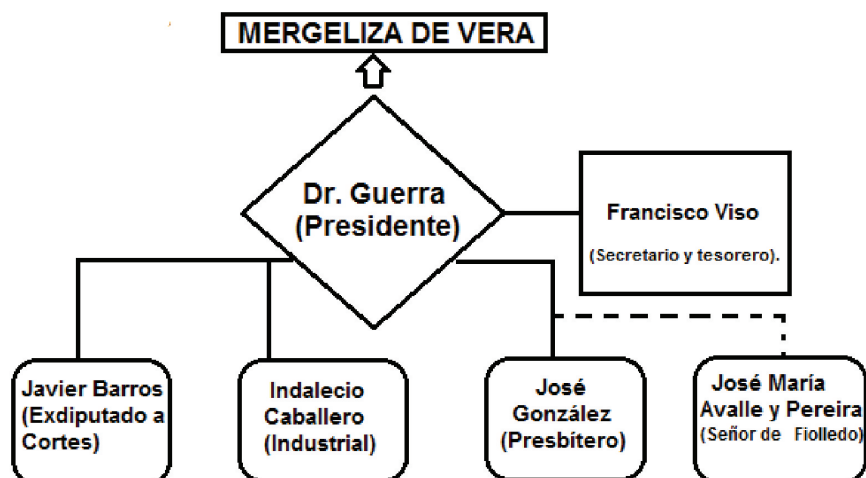 MERGELIZA DE VERA
Dr. Guerra
(Presidente)
Francisco Viso
(Secretario y tesorero).
Javier Barros
(Exdiputado a
Cortes)
Indalecio
Caballero
(Industrial)
José
González
(Presbítero)
José María
Avalle y Pereira
(Señor de Fiolledo)